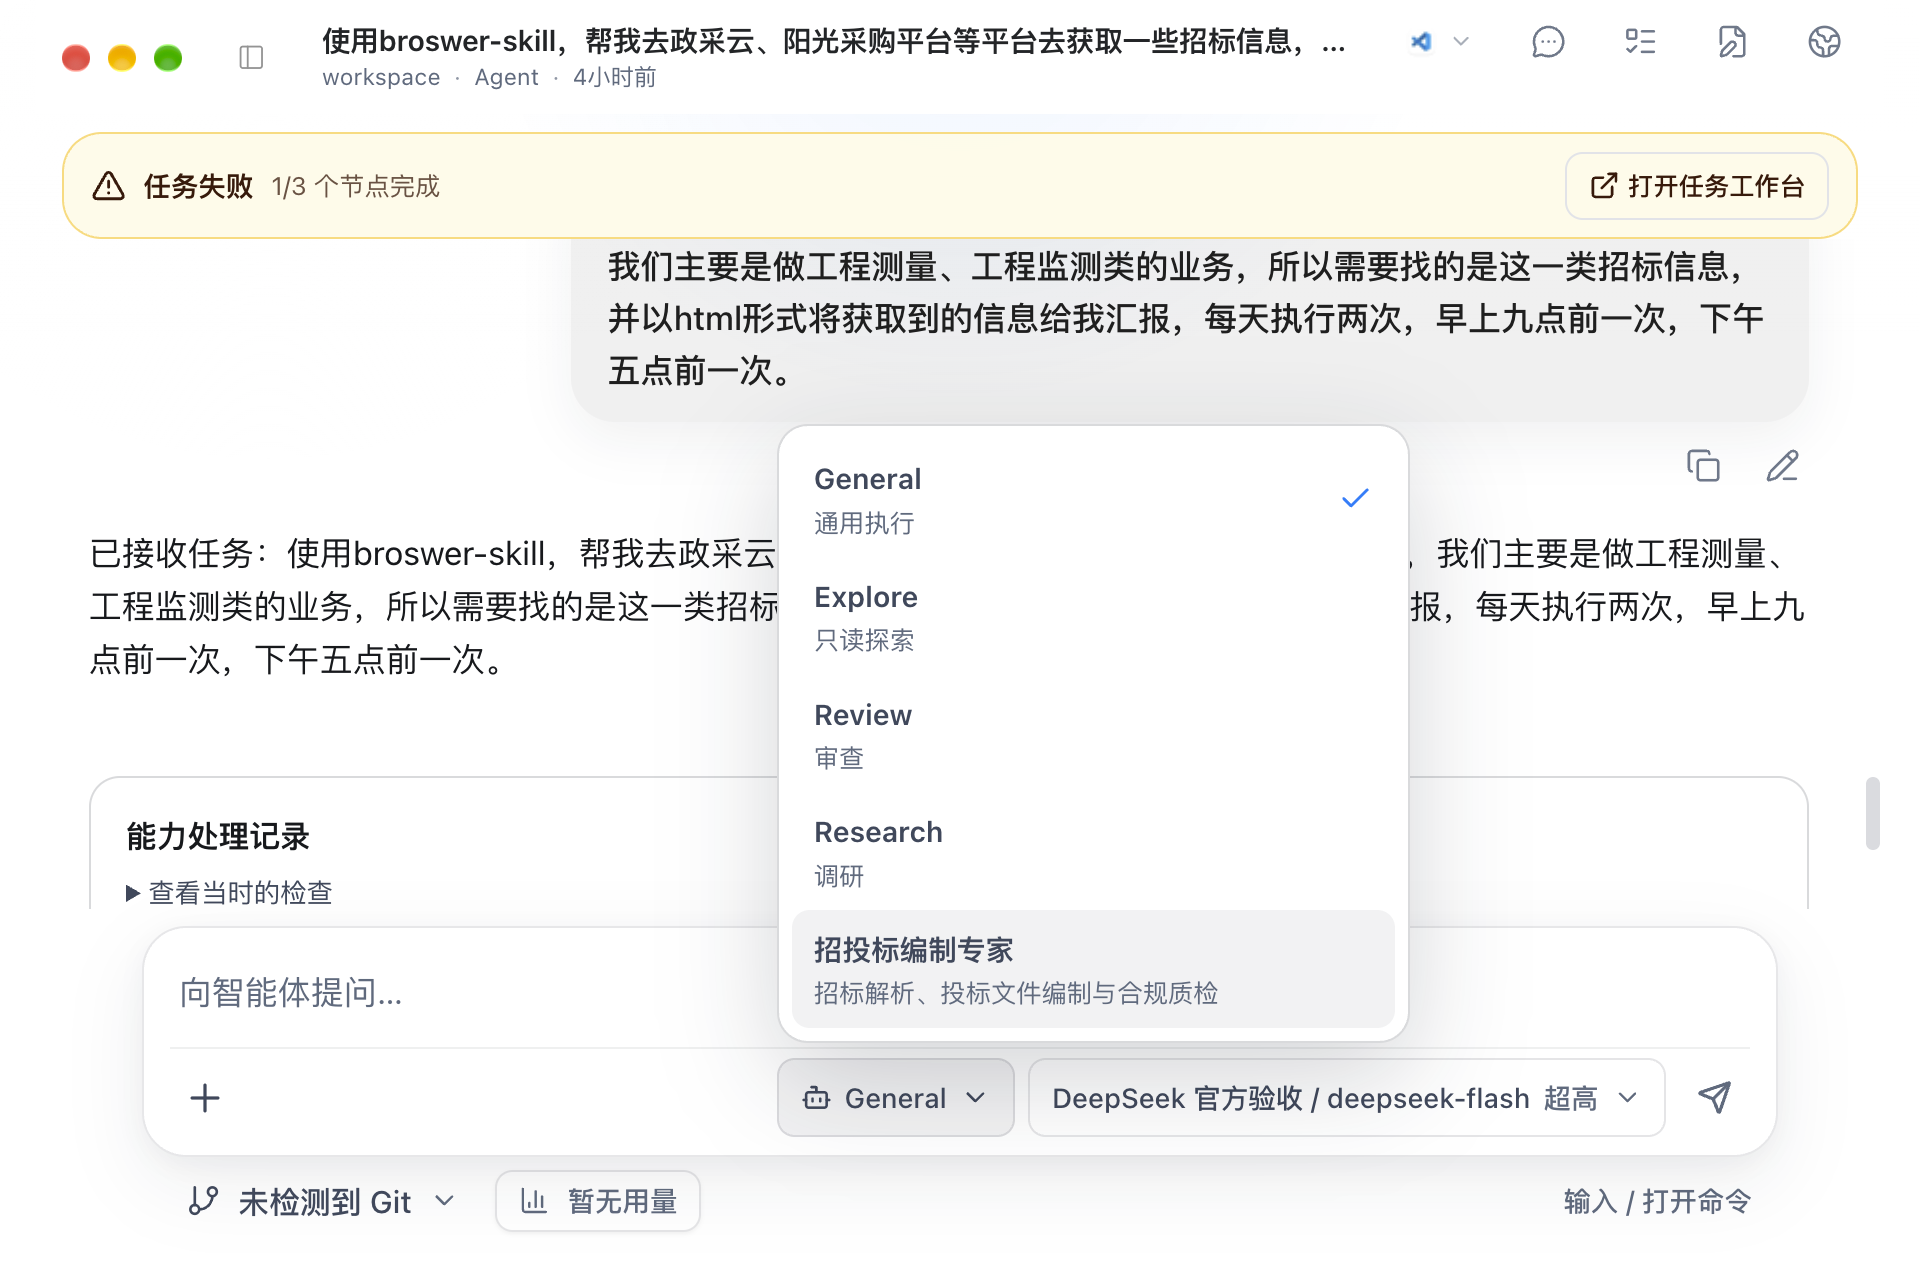 使用broswer-skill，帮我去政采云、阳光采购平台等平台去获取一些招标信息，...
workspace · Agent · 4小时前
任务失败 1/3 个节点完成
打开任务工作台
我们主要是做工程测量、工程监测类的业务，所以需要找的是这一类招标信息，
并以html形式将获取到的信息给我汇报，每天执行两次，早上九点前一次，下午
五点前一次。
已接收任务：使用broswer-skill，帮我去政采云
，我们主要是做工程测量、
工程监测类的业务，所以需要找的是这一类招标
报，每天执行两次，早上九
点前一次，下午五点前一次。
General
通用执行
Explore
只读探索
Review
审查
Research
调研
招投标编制专家
招标解析、投标文件编制与合规质检
能力处理记录
查看当时的检查
向智能体提问...
General
DeepSeek 官方验收 / deepseek-flash 超高
未检测到 Git
暂无用量
输入 / 打开命令